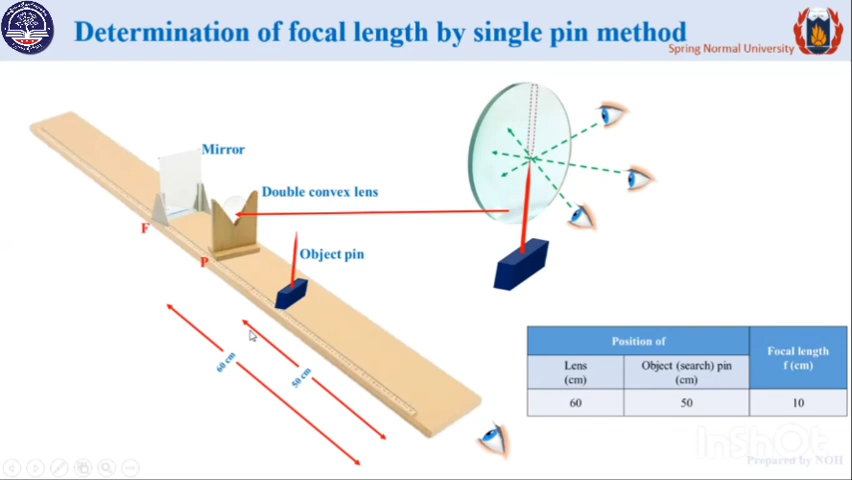 Determination of focal length by single pin method
Spring Normal University
Mirror
Double convex lens
F
P
Object pin
60 cm
50 cm
Position of
Focal length
f (cm)
Lens
(cm)
Object (search) pin
(cm)
60
50
10
InShOt
Prepared by NOH